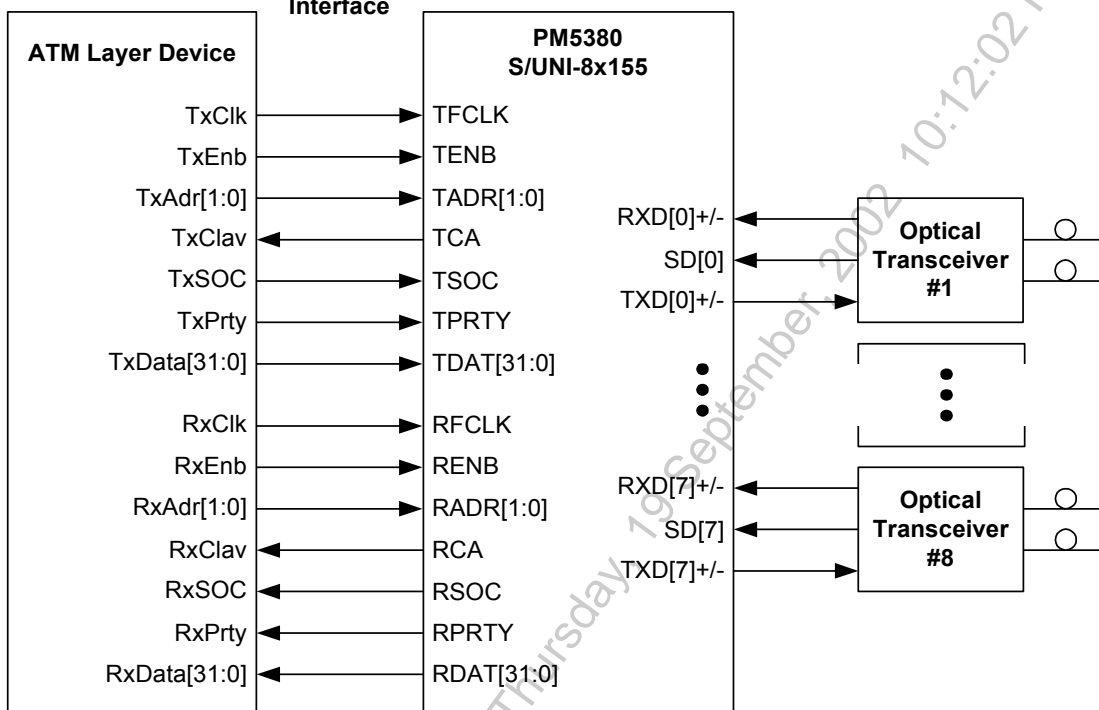 Interface
ATM Layer Device
PM5380
S/UNI-8x155
TxClk
TFCLK
TxEnb
TENB
TxAdr[1:0]
TADR[1:0]
TxClav
TCA
TxSOC
TSOC
TxPrty
TPRTY
TxData[31:0]
TDAT[31:0]
RxClk
RFCLK
RxEnb
RENB
RxAdr[1:0]
RADR[1:0]
RxClav
RCA
RxSOC
RSOC
RxPrty
RPRTY
RxData[31:0]
RDAT[31:0]
RXD[0]+/-
SD[0]
TXD[0]+/-
Optical
Transceiver
#1
RXD[7]+/-
SD[7]
TXD[7]+/-
Optical
Transceiver
#8
Thursday, 19 September, 2002 10:12:02